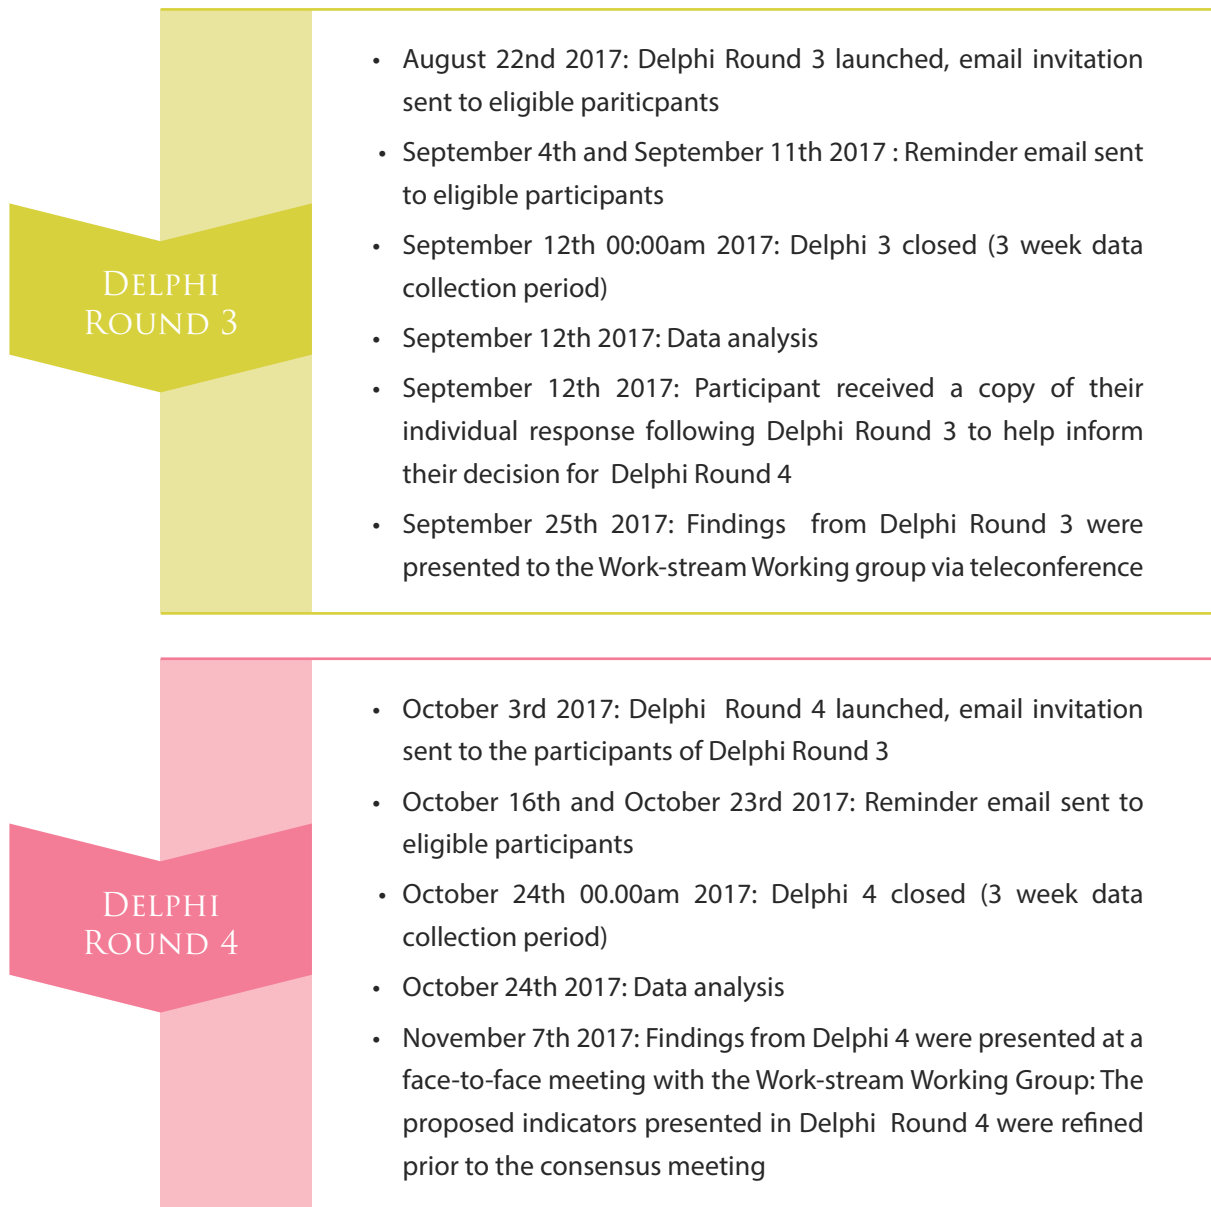 • August 22nd 2017: Delphi Round 3 launched, email invitation
sent to eligible pariticpants
• September 4th and September 11th 2017 : Reminder email sent
to eligible participants
• September 12th 00:00am 2017: Delphi 3 closed (3 week data
collection period)
DELPHI
ROUND 3
• September 12th 2017: Data analysis
• September 12th 2017: Participant received a copy of their
individual response following Delphi Round 3 to help inform
their decision for Delphi Round 4
• September 25th 2017: Findings from Delphi Round 3 were
presented to the Work-stream Working group via teleconference
• October 3rd 2017: Delphi Round 4 launched, email invitation
sent to the participants of Delphi Round 3
• October 16th and October 23rd 2017: Reminder email sent to
eligible participants
• October 24th 00.00am 2017: Delphi 4 closed (3 week data
collection period)
DELPHI
ROUND 4
• October 24th 2017: Data analysis
• November 7th 2017: Findings from Delphi 4 were presented at a
face-to-face meeting with the Work-stream Working Group: The
proposed indicators presented in Delphi Round 4 were refined
prior to the consensus meeting